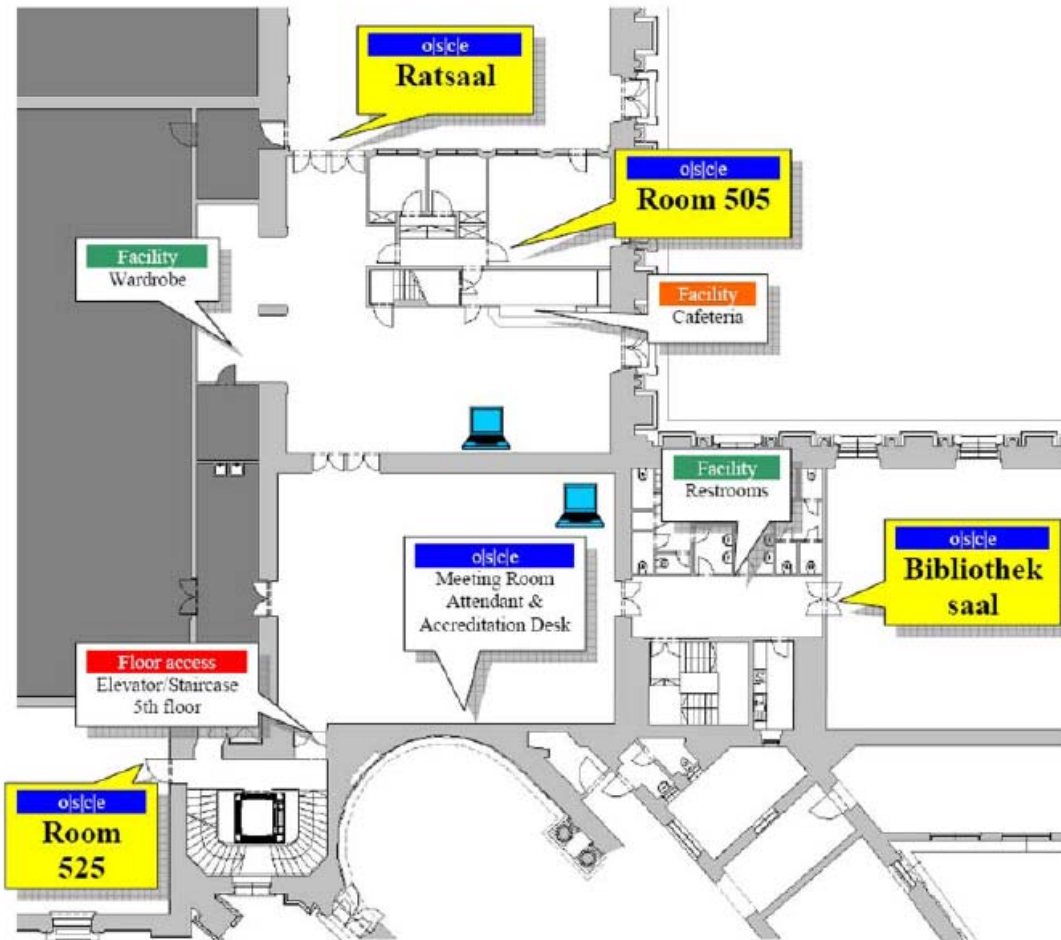 o|s|c|e
Ratsaal
o|s|c|e
Room 505
Facility
Wardrobe
Facility
Cafeteria
Facility
Restrooms
o|s|c|e
Meeting Room
Attendant &
Accreditation Desk
o|s|c|e
Bibliothek
saal
Floor access
Elevator/Staircase
5th floor
o|s|c|e
Room
525